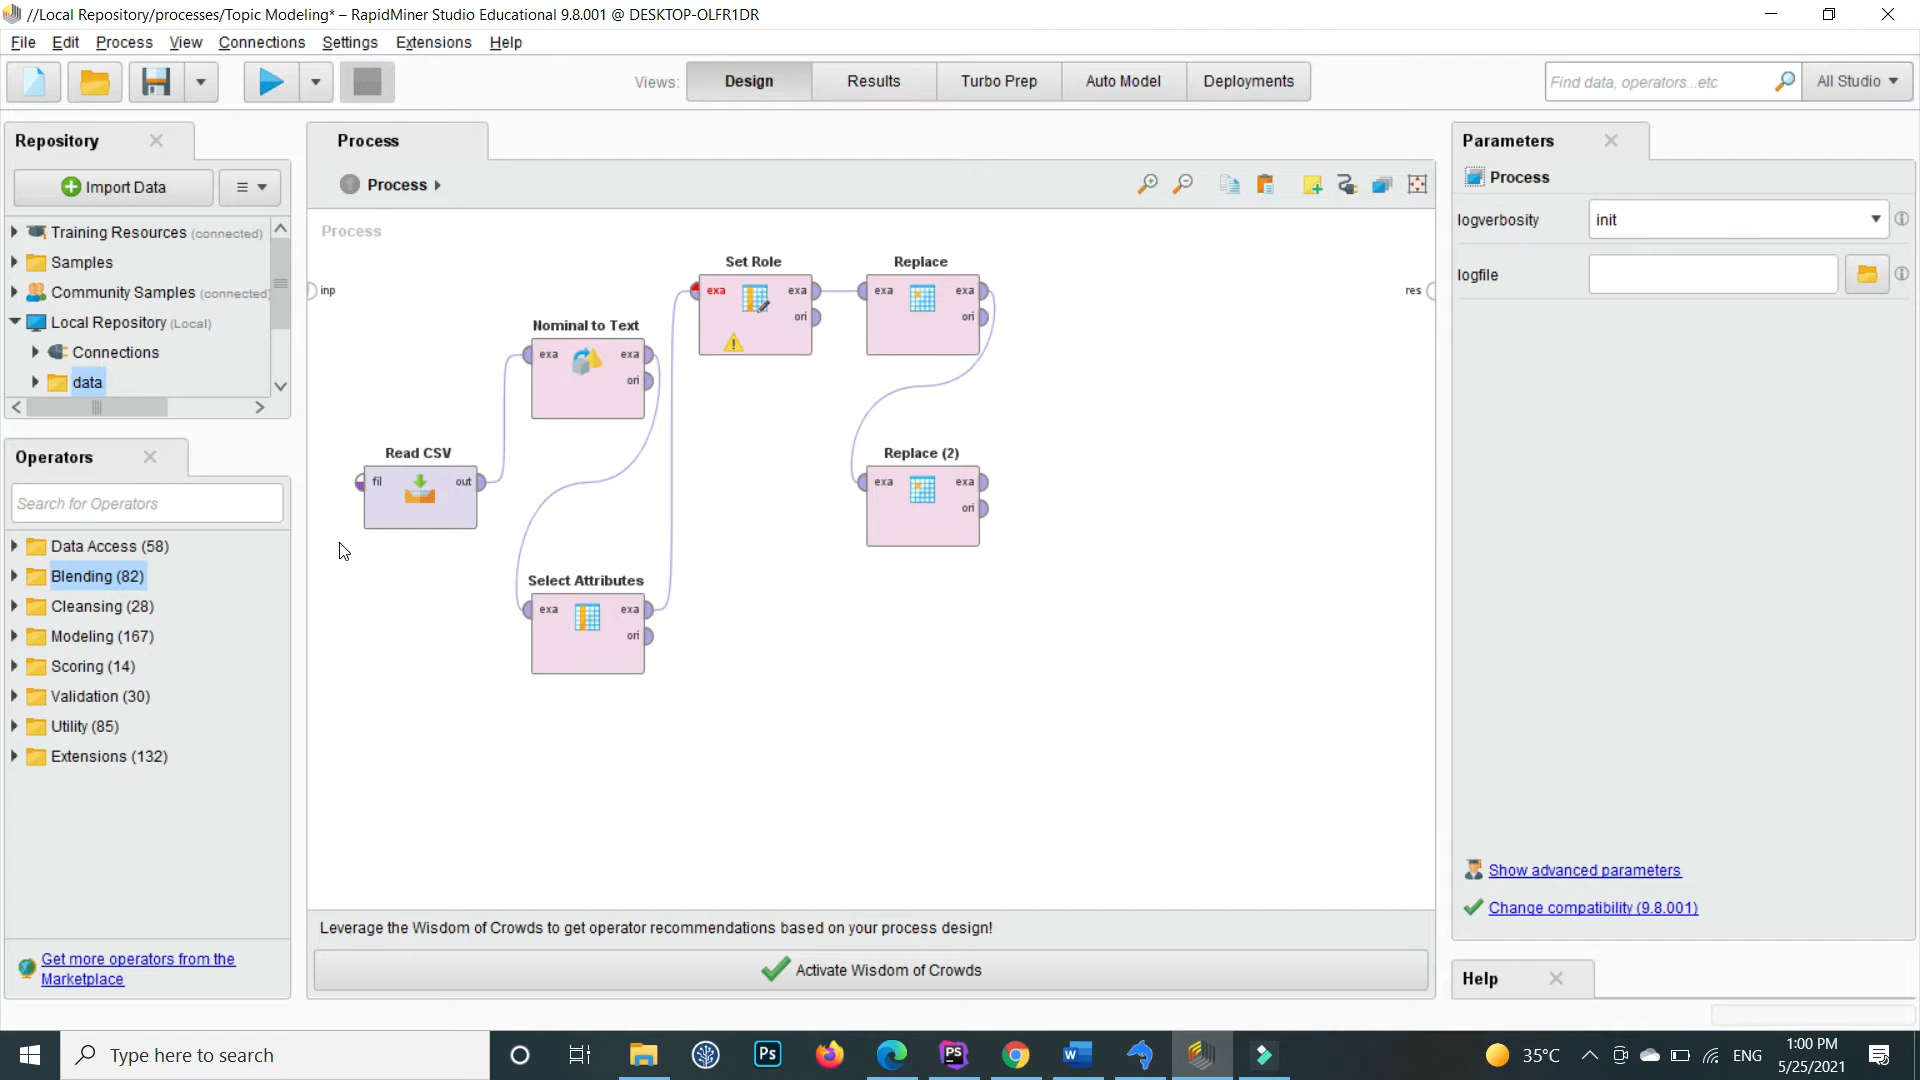 //Local Repository/processes/Topic Modeling* – RapidMiner Studio Educational 9.8.001 @ DESKTOP-OLFR1DR
File Edit Process View Connections Settings Extensions Help
Views: Design Results Turbo Prep Auto Model Deployments
Find data, operators...etc
All Studio
Repository
Import Data
Training Resources (connected)
Samples
Community Samples (connected)
Local Repository (Local)
Connections
data
Operators
Search for Operators
Data Access (58)
Blending (82)
Cleansing (28)
Modeling (167)
Scoring (14)
Validation (30)
Utility (85)
Extensions (132)
Get more operators from the
Marketplace
Process
Process
Process
inp
res
Read CSV
fil out
Nominal to Text
exa exa
ori
Select Attributes
exa exa
ori
Set Role
exa exa
ori
Replace
exa exa
ori
Replace (2)
exa exa
ori
Leverage the Wisdom of Crowds to get operator recommendations based on your process design!
Activate Wisdom of Crowds
Parameters
Process
logverbosity init
logfile
Show advanced parameters
Change compatibility (9.8.001)
Help
Type here to search
Ps
PS
W
35°C
ENG
1:00 PM
5/25/2021